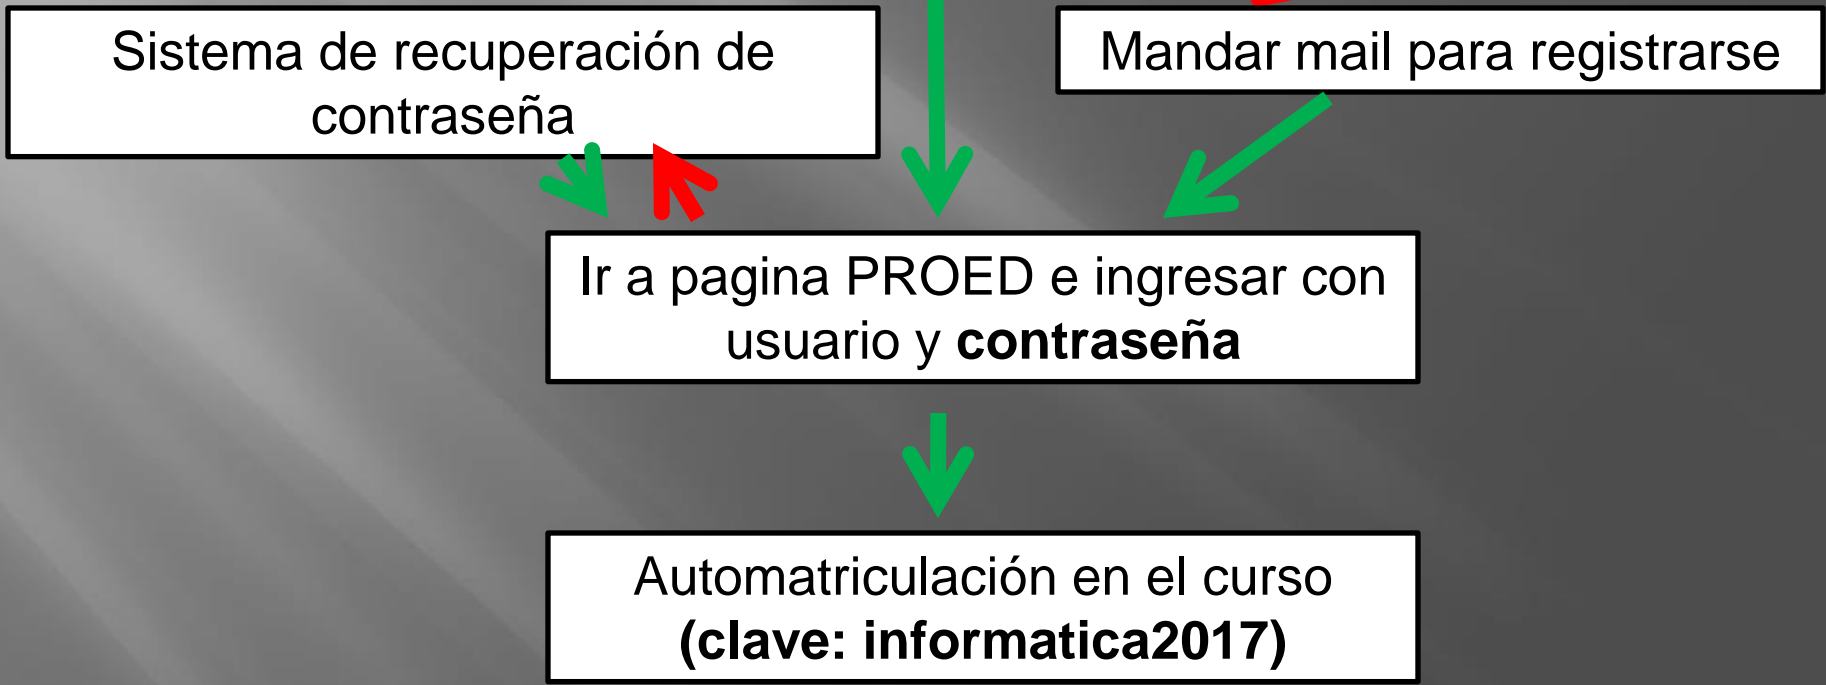 Sistema de recuperación de
contraseña
Mandar mail para registrarse
Ir a pagina PROED e ingresar con
usuario y contraseña
Automatriculación en el curso
(clave: informatica2017)